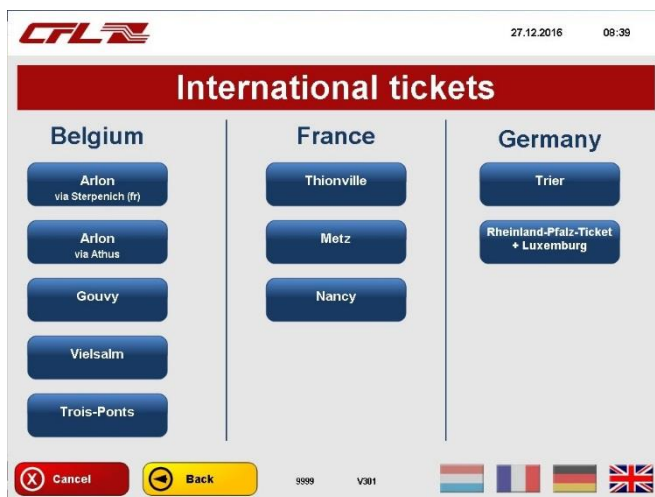 CFL
27.12.2016 08:39
International tickets
Belgium
Arlon
via Sterpenich (fr)
Arlon
via Athus
Gouvy
Vielsalm
Trois-Ponts
France
Thionville
Metz
Nancy
Germany
Trier
Rheinland-Pfalz-Ticket
+ Luxemburg
X Cancel
Back
9999 V301